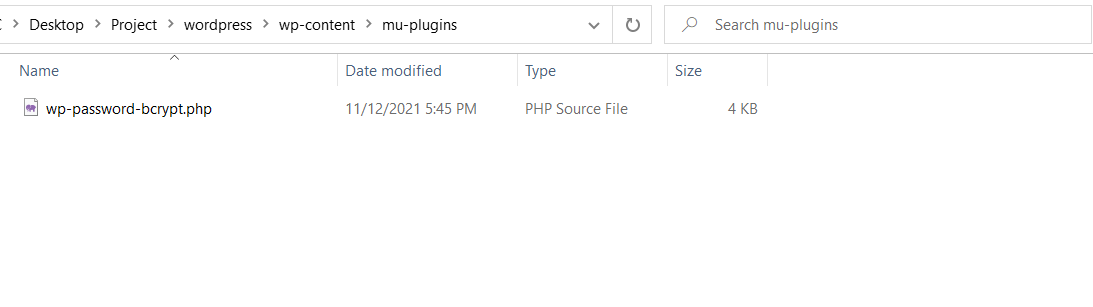 Desktop > Project > wordpress > wp-content > mu-plugins Search mu-plugins
Name Date modified Type Size
wp-password-bcrypt.php 11/12/2021 5:45 PM PHP Source File 4 KB